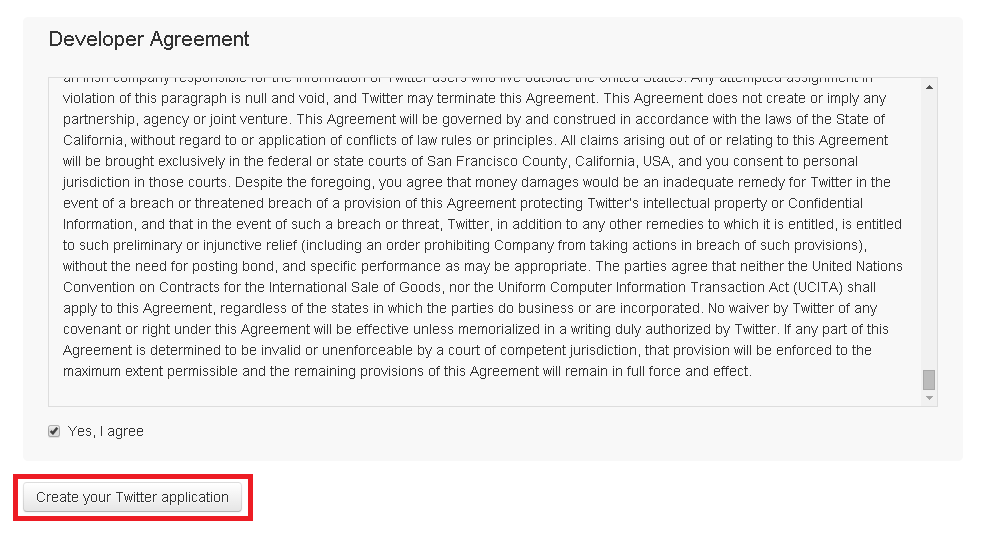 Developer Agreement
an Irish company responsible for the information of Twitter users who live outside the United States. Any attempted assignment in
violation of this paragraph is null and void, and Twitter may terminate this Agreement. This Agreement does not create or imply any
partnership, agency or joint venture. This Agreement will be governed by and construed in accordance with the laws of the State of
California, without regard to or application of conflicts of law rules or principles. All claims arising out of or relating to this Agreement
will be brought exclusively in the federal or state courts of San Francisco County, California, USA, and you consent to personal
jurisdiction in those courts. Despite the foregoing, you agree that money damages would be an inadequate remedy for Twitter in the
event of a breach or threatened breach of a provision of this Agreement protecting Twitter's intellectual property or Confidential
Information, and that in the event of such a breach or threat, Twitter, in addition to any other remedies to which it is entitled, is entitled
to such preliminary or injunctive relief (including an order prohibiting Company from taking actions in breach of such provisions),
without the need for posting bond, and specific performance as may be appropriate. The parties agree that neither the United Nations
Convention on Contracts for the International Sale of Goods, nor the Uniform Computer Information Transaction Act (UCITA) shall
apply to this Agreement, regardless of the states in which the parties do business or are incorporated. No waiver by Twitter of any
covenant or right under this Agreement will be effective unless memorialized in a writing duly authorized by Twitter. If any part of this
Agreement is determined to be invalid or unenforceable by a court of competent jurisdiction, that provision will be enforced to the
maximum extent permissible and the remaining provisions of this Agreement will remain in full force and effect.
Yes, I agree
Create your Twitter application